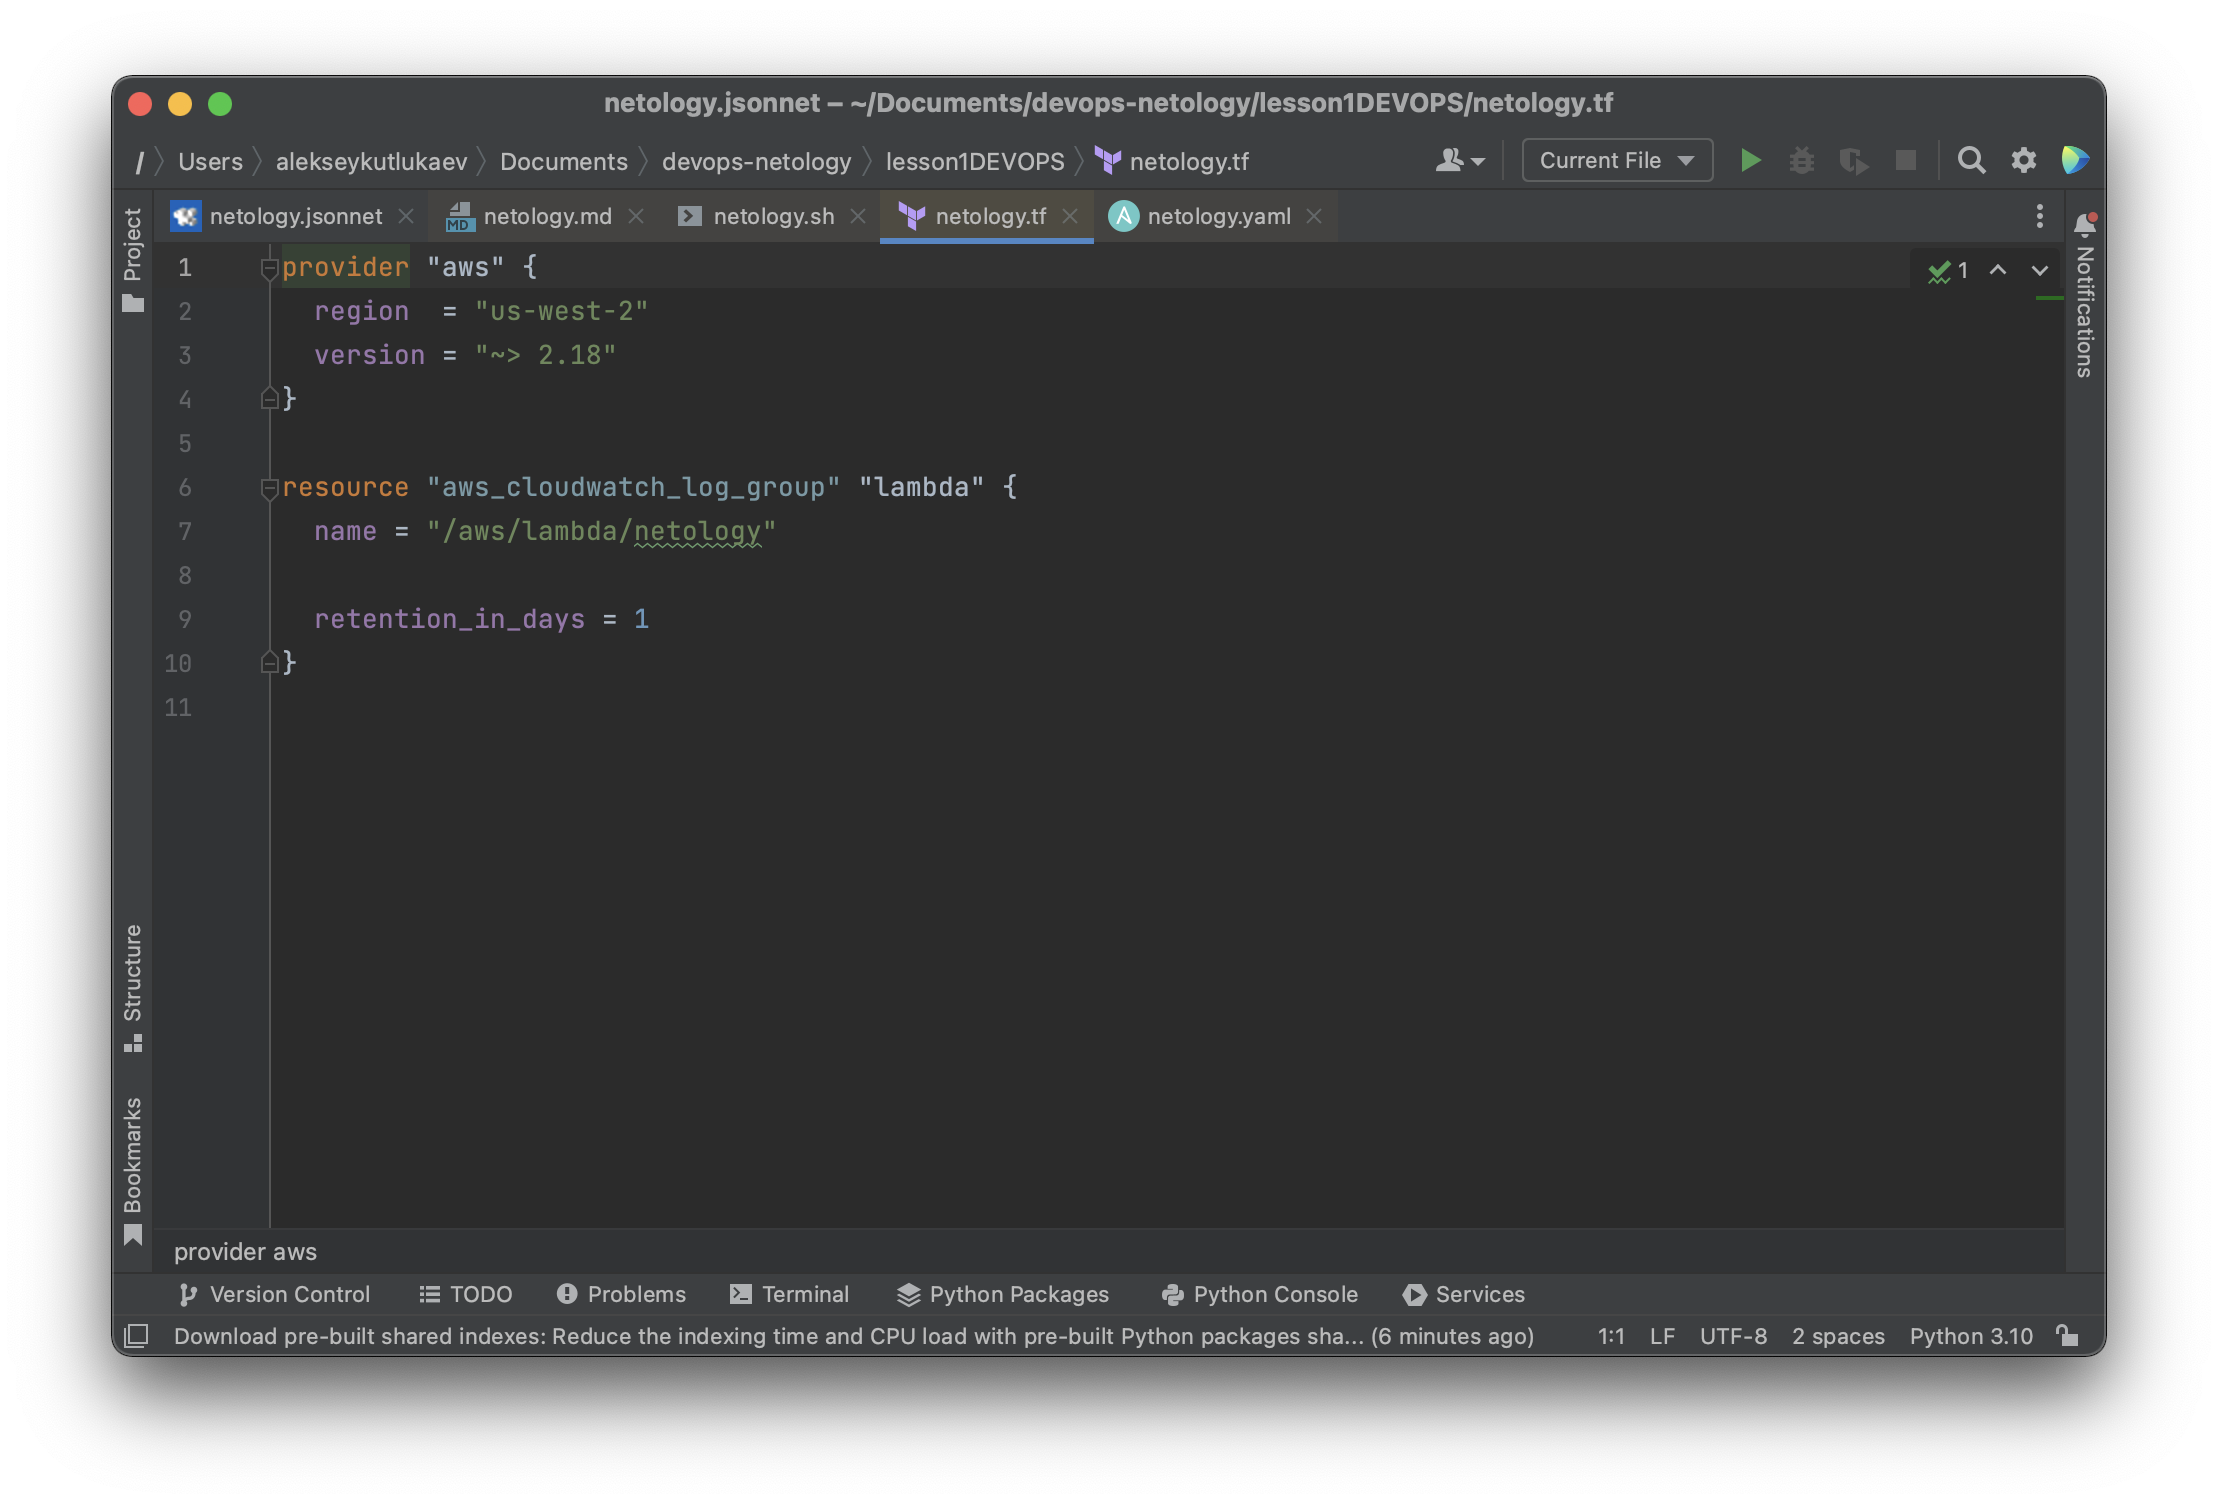 netology.jsonnet – ~/Documents/devops-netology/lesson1DEVOPS/netology.tf
/ Users alekseykutlukaev Documents devops-netology lesson1DEVOPS netology.tf Current File
netology.jsonnet MD netology.md netology.sh netology.tf A netology.yaml
Project
Structure
Bookmarks
1 provider "aws" {
2 region  = "us-west-2"
3 version = "~> 2.18"
4 }
5
6 resource "aws_cloudwatch_log_group" "lambda" {
7 name = "/aws/lambda/netology"
8
9 retention_in_days = 1
10 }
11
1
Notifications
provider aws
Version Control TODO Problems Terminal Python Packages Python Console Services
Download pre-built shared indexes: Reduce the indexing time and CPU load with pre-built Python packages sha... (6 minutes ago) 1:1 LF UTF-8 2 spaces Python 3.10